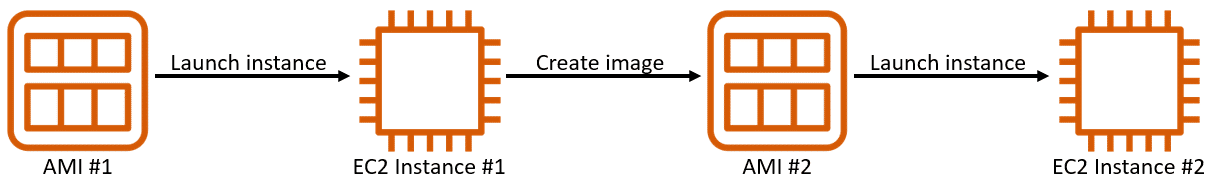 Launch instance
Create image
Launch instance
AMI #1
EC2 Instance #1
AMI #2
EC2 Instance #2